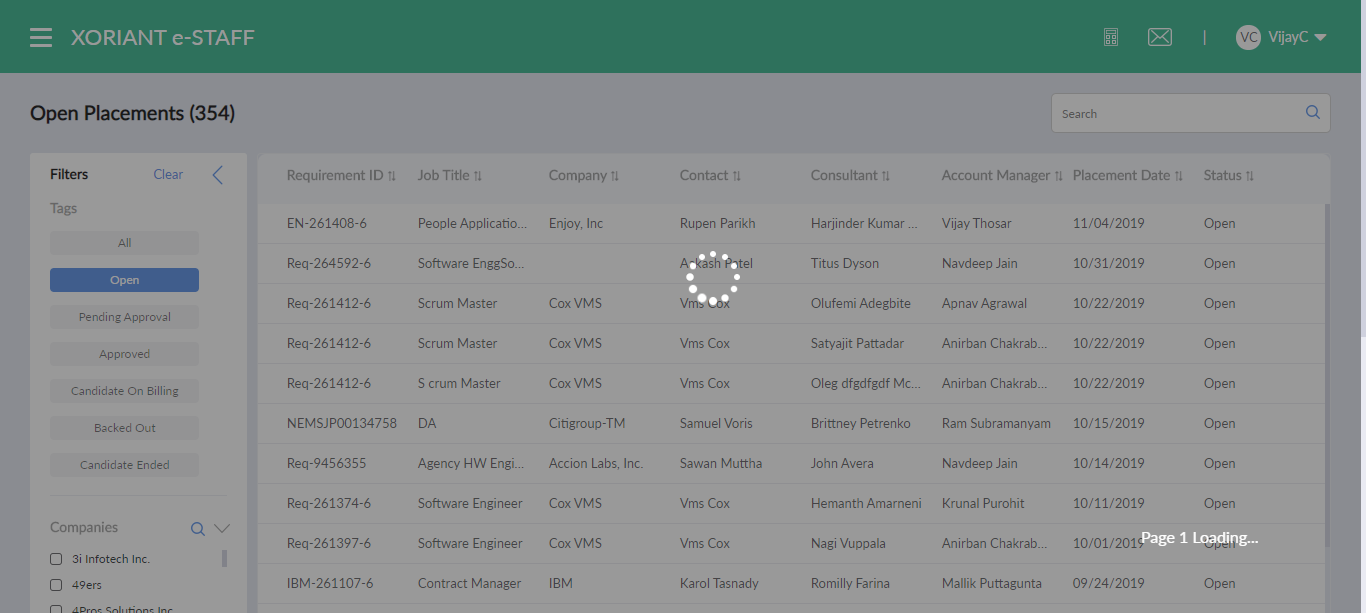 XORIANT e-STAFF
|
VC VijayC
Open Placements (354)
Search
Filters Clear
Tags
All
Open
Pending Approval
Approved
Candidate On Billing
Backed Out
Candidate Ended
Companies
3i Infotech Inc.
49ers
4Pros Solutions Inc
Requirement ID Job Title Company Contact Consultant Account Manager Placement Date Status
EN-261408-6 People Applicatio... Enjoy, Inc Rupen Parikh Harjinder Kumar ... Vijay Thosar 11/04/2019 Open
Req-264592-6 Software EnggSo... Aakash Patel Titus Dyson Navdeep Jain 10/31/2019 Open
Req-261412-6 Scrum Master Cox VMS Vms Cox Olufemi Adegbite Apnav Agrawal 10/22/2019 Open
Req-261412-6 Scrum Master Cox VMS Vms Cox Satyajit Pattadar Anirban Chakrab... 10/22/2019 Open
Req-261412-6 S crum Master Cox VMS Vms Cox Oleg dfgdfgdf Mc... Anirban Chakrab... 10/22/2019 Open
NEMSJP00134758 DA Citigroup-TM Samuel Voris Brittney Petrenko Ram Subramanyam 10/15/2019 Open
Req-9456355 Agency HW Engi... Accion Labs, Inc. Sawan Muttha John Avera Navdeep Jain 10/14/2019 Open
Req-261374-6 Software Engineer Cox VMS Vms Cox Hemanth Amarneni Krunal Purohit 10/11/2019 Open
Req-261397-6 Software Engineer Cox VMS Vms Cox Nagi Vuppala Anirban Chakrab... 10/01/2019 Open
Page 1 Loading...
IBM-261107-6 Contract Manager IBM Karol Tasnady Romilly Farina Mallik Puttagunta 09/24/2019 Open